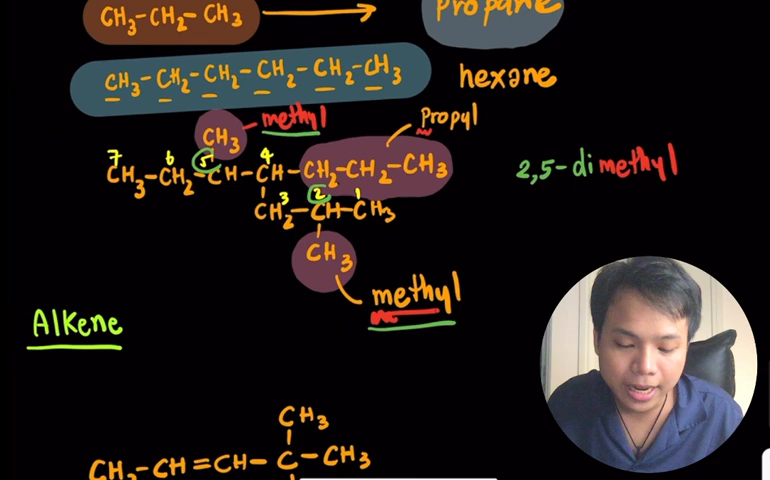 CH3-CH2-CH3 → Propane
CH3-CH2-CH2-CH2-CH2-CH3 hexane
CH3 - methyl
Propyl
7 6 5 4
CH3-CH2-CH-CH-CH2-CH2-CH3
2,5-dimethyl
3 2 1
CH2-CH-CH3
CH3
methyl
Alkene
CH3
CH3-CH=CH-C-CH3